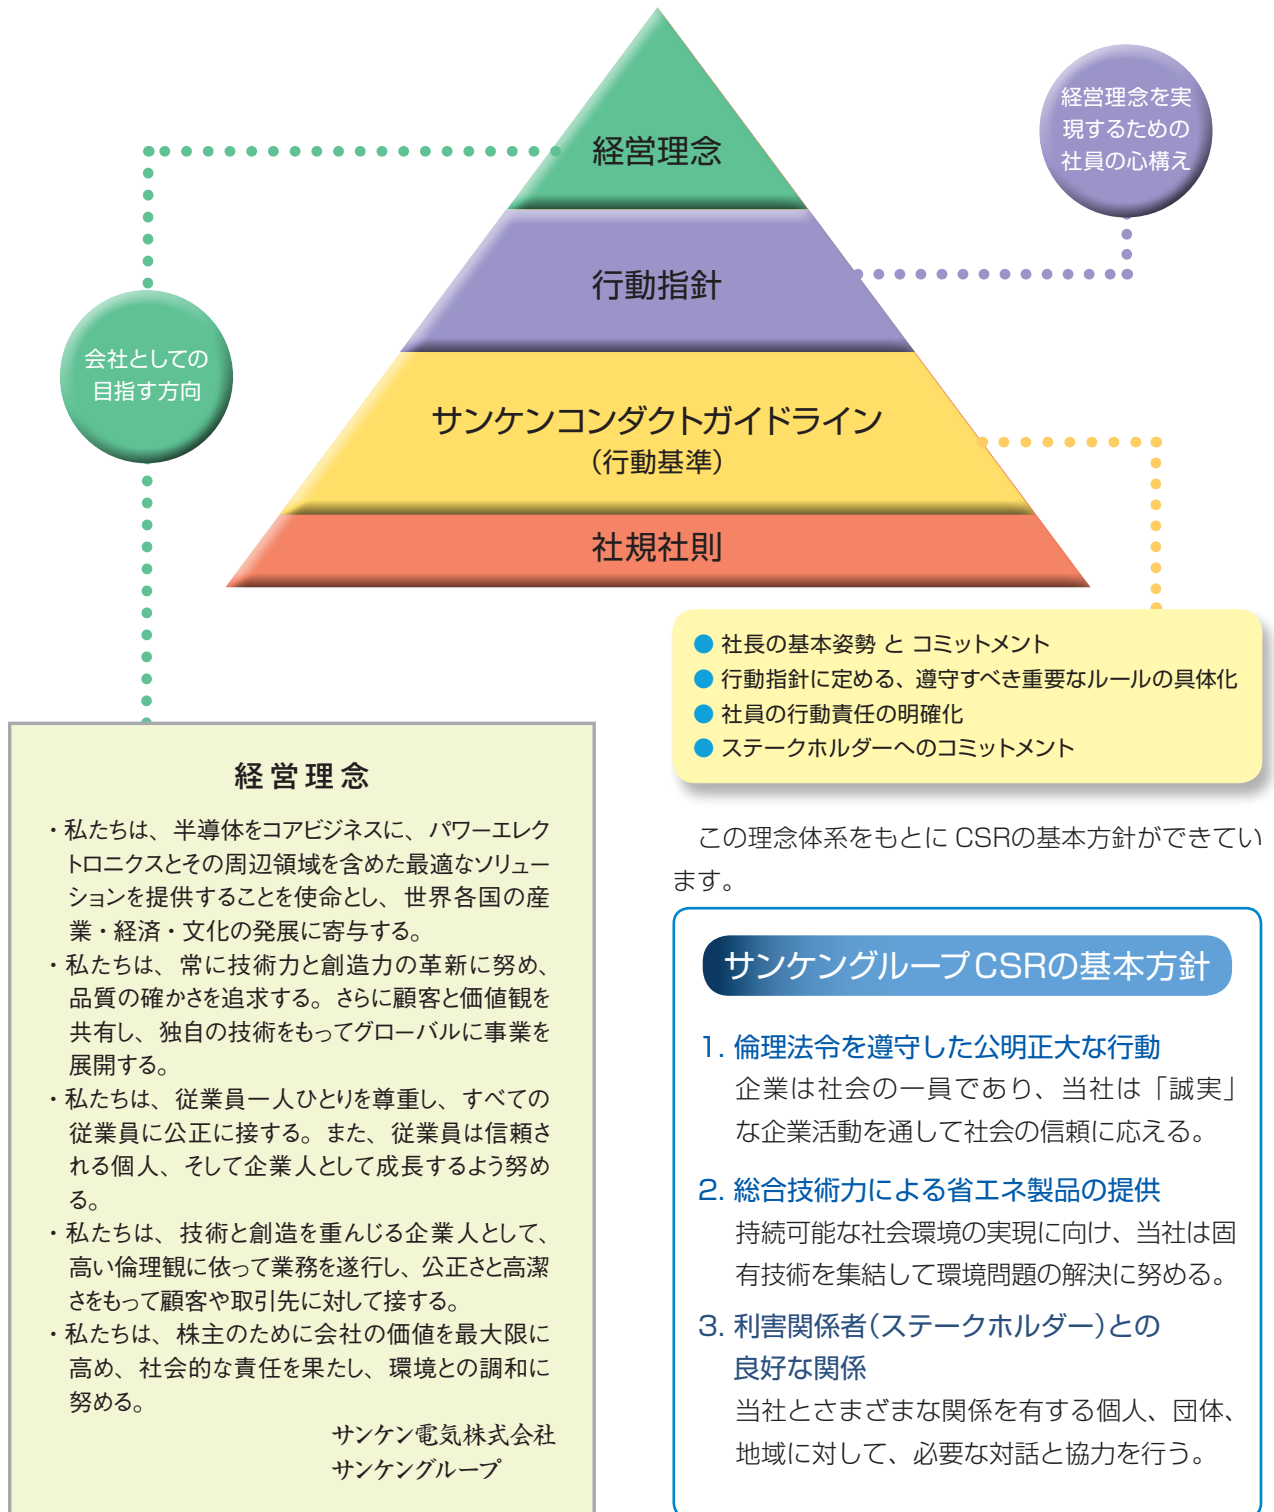 経営理念
経営理念を実
現するための
社員の心構え
行動指針
会社としての
目指す方向
サンケンコンダクトガイドライン
（行動基準）
社規社則
● 社長の基本姿勢 と コミットメント
● 行動指針に定める、遵守すべき重要なルールの具体化
● 社員の行動責任の明確化
● ステークホルダーへのコミットメント
経営理念
・私たちは、半導体をコアビジネスに、パワーエレク
トロニクスとその周辺領域を含めた最適なソリュー
ションを提供することを使命とし、世界各国の産
業・経済・文化の発展に寄与する。
・私たちは、常に技術力と創造力の革新に努め、
品質の確かさを追求する。さらに顧客と価値観を
共有し、独自の技術をもってグローバルに事業を
展開する。
・私たちは、従業員一人ひとりを尊重し、すべての
従業員に公正に接する。また、従業員は信頼さ
れる個人、そして企業人として成長するよう努め
る。
・私たちは、技術と創造を重んじる企業人として、
高い倫理観に依って業務を遂行し、公正さと高潔
さをもって顧客や取引先に対して接する。
・私たちは、株主のために会社の価値を最大限に
高め、社会的な責任を果たし、環境との調和に
努める。
サンケン電気株式会社
サンケングループ
この理念体系をもとに CSRの基本方針ができてい
ます。
サンケングループCSRの基本方針
1. 倫理法令を遵守した公明正大な行動
企業は社会の一員であり、当社は「誠実」
な企業活動を通して社会の信頼に応える。
2. 総合技術力による省エネ製品の提供
持続可能な社会環境の実現に向け、当社は固
有技術を集結して環境問題の解決に努める。
3. 利害関係者（ステークホルダー）との
良好な関係
当社とさまざまな関係を有する個人、団体、
地域に対して、必要な対話と協力を行う。